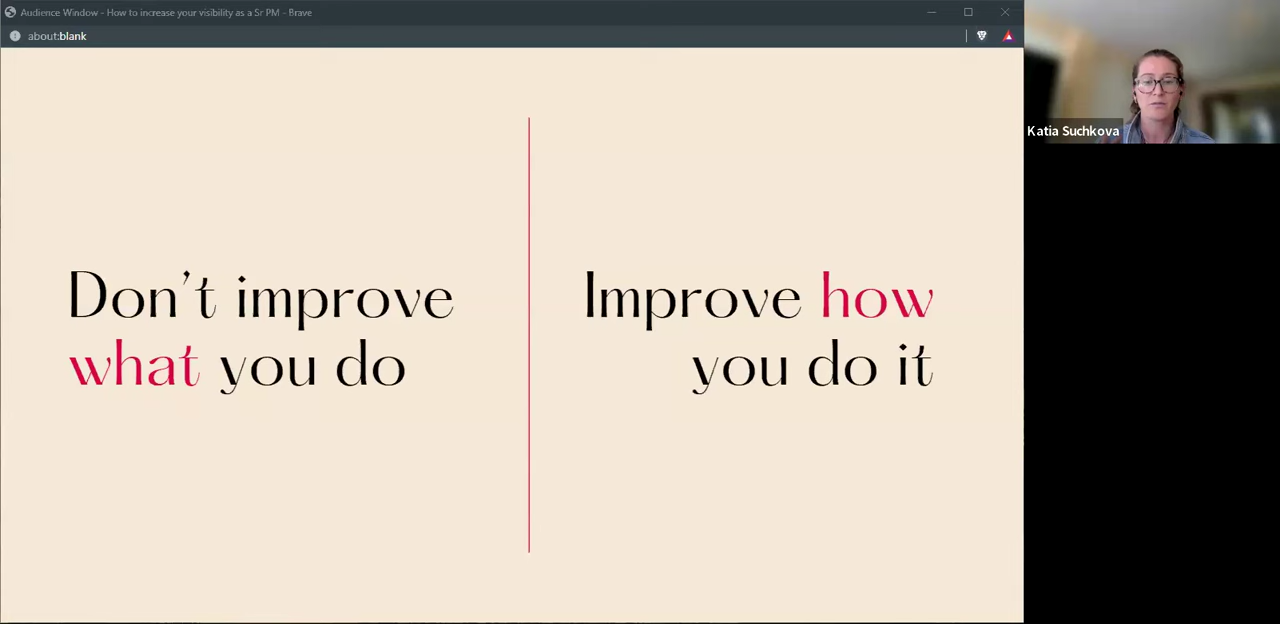 Audience Window - How to increase your visibility as a Sr PM - Brave
about:blank
Don't improve
what you do
Improve how
you do it
Katia Suchkova